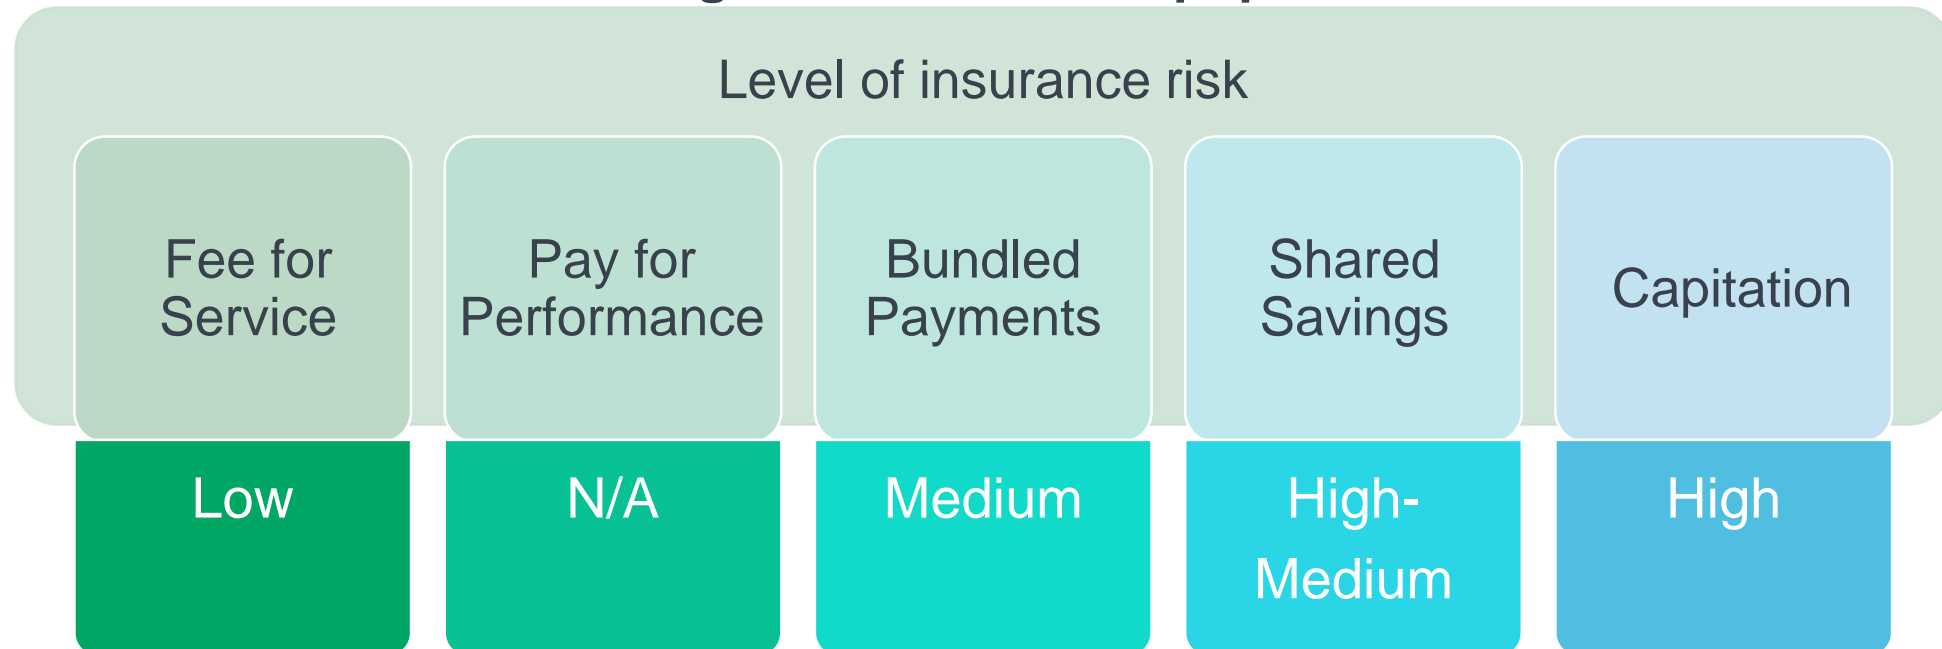 Level of insurance risk
Fee for
Service
Pay for
Performance
Bundled
Payments
Shared
Savings
Capitation
Low
N/A
Medium
High-
Medium
High